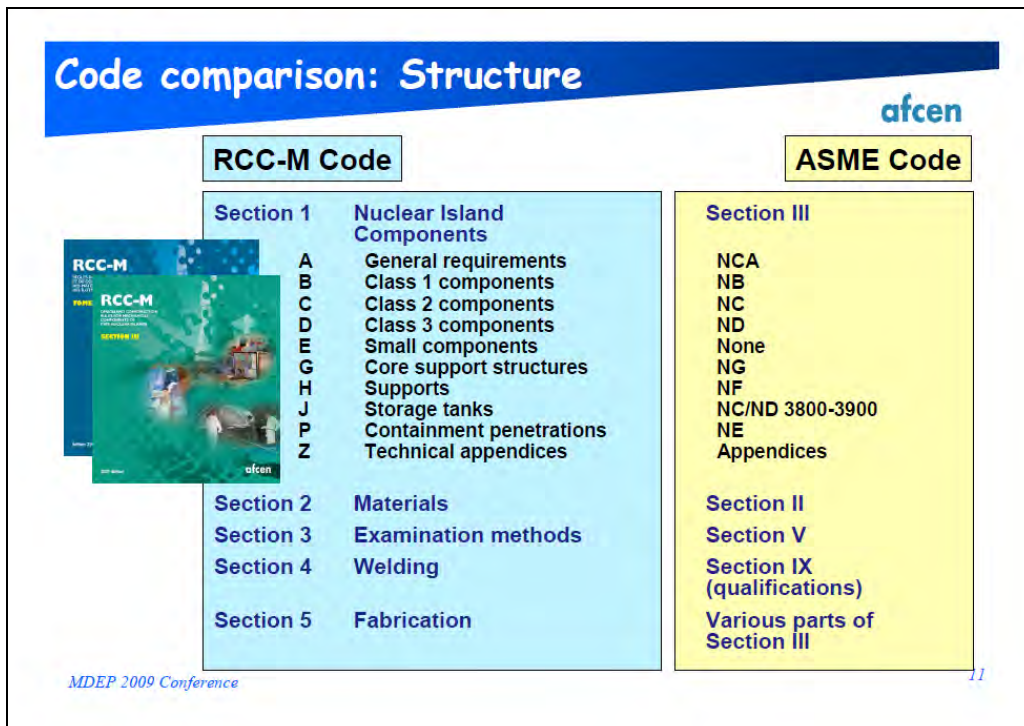 Code comparison: Structure
afcen
RCC-M Code
ASME Code
Section 1 Nuclear Island Components Section III
A General requirements NCA
B Class 1 components NB
C Class 2 components NC
D Class 3 components ND
E Small components None
G Core support structures NG
H Supports NF
J Storage tanks NC/ND 3800-3900
P Containment penetrations NE
Z Technical appendices Appendices
Section 2 Materials Section II
Section 3 Examination methods Section V
Section 4 Welding Section IX
(qualifications)
Section 5 Fabrication Various parts of
Section III
RCC-M
RCC-M
SECTION III
afcen
MDEP 2009 Conference
11